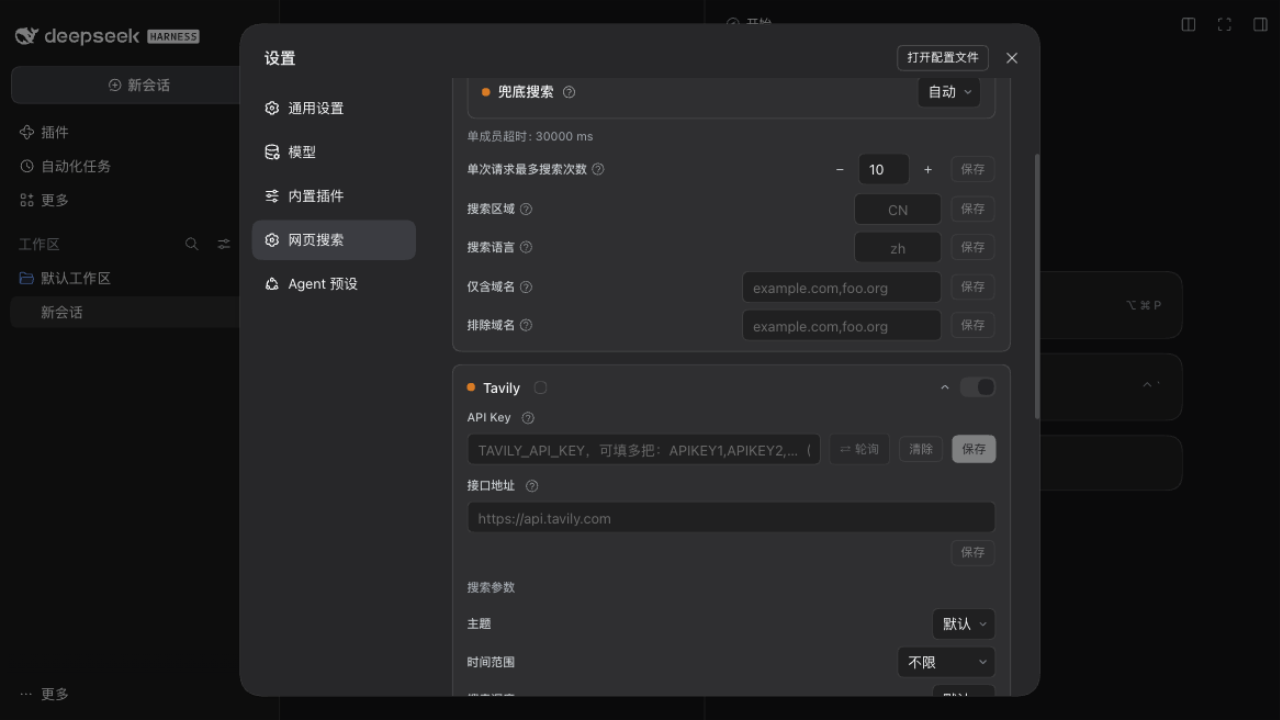 deepseek HARNESS
新会话
插件
自动化任务
更多
工作区
默认工作区
新会话
更多
开始
⌥ ⌘ P
设置
打开配置文件
通用设置
模型
内置插件
网页搜索
Agent 预设
兜底搜索
自动
单成员超时: 30000 ms
单次请求最多搜索次数
− 10 + 保存
搜索区域
CN 保存
搜索语言
zh 保存
仅含域名
example.com,foo.org 保存
排除域名
example.com,foo.org 保存
Tavily
API Key
TAVILY_API_KEY，可填多把：APIKEY1,APIKEY2,... (
轮询 清除 保存
接口地址
https://api.tavily.com
保存
搜索参数
主题 默认
时间范围 不限